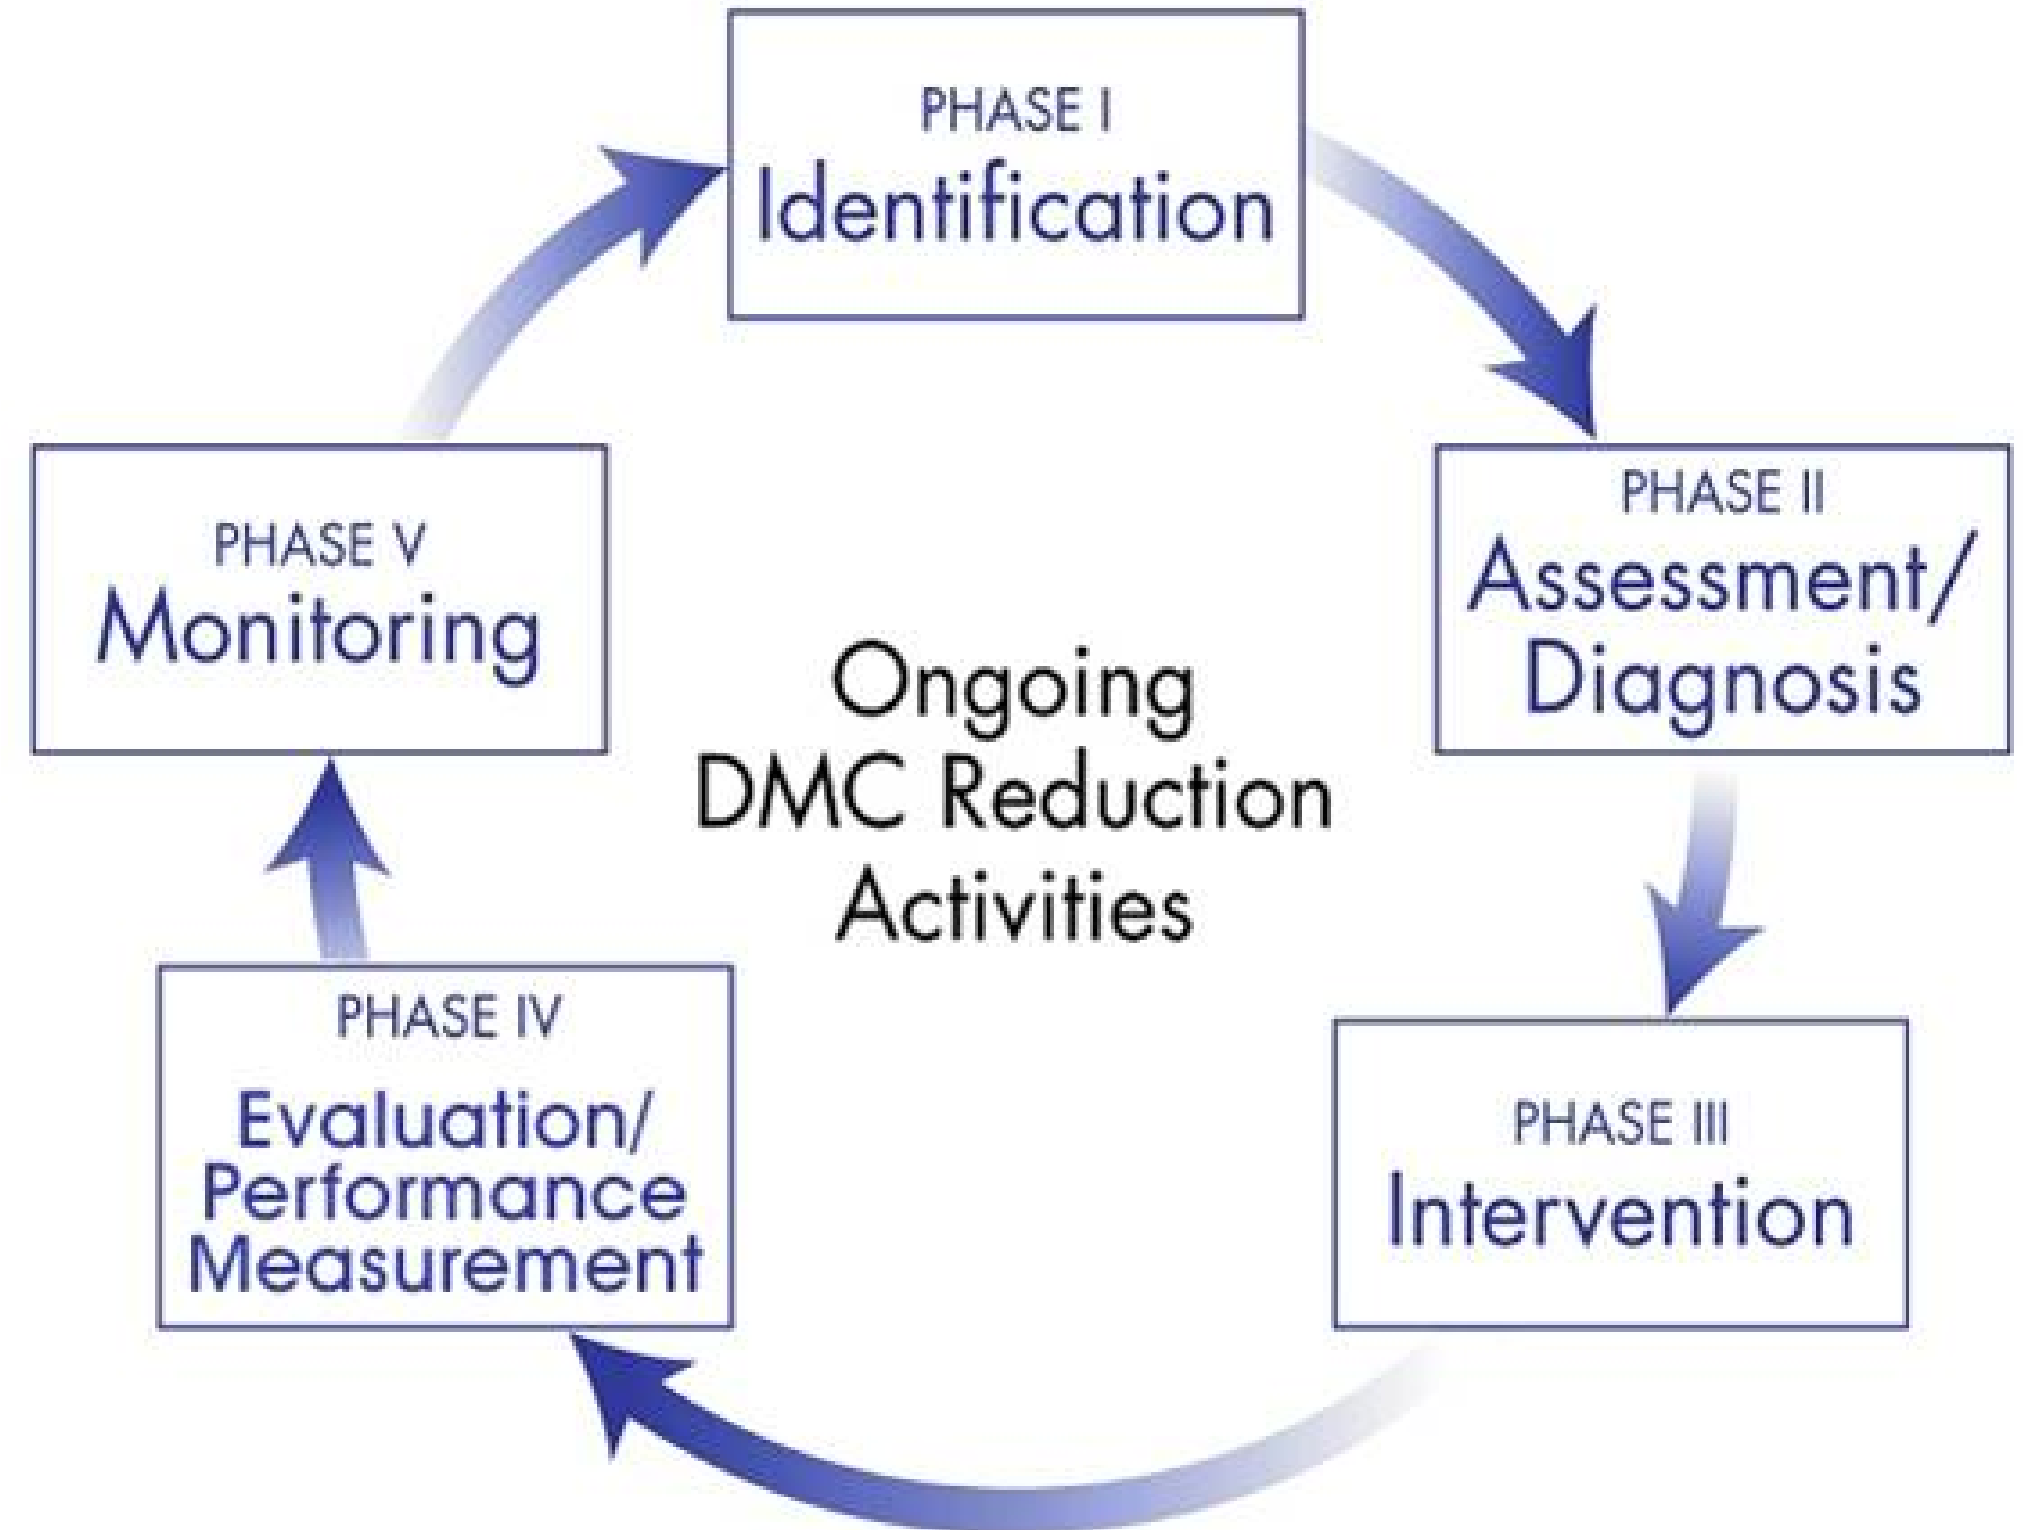 PHASE I
Identification
PHASE II
Assessment/
Diagnosis
PHASE III
Intervention
PHASE IV
Evaluation/
Performance
Measurement
PHASE V
Monitoring
Ongoing
DMC Reduction
Activities